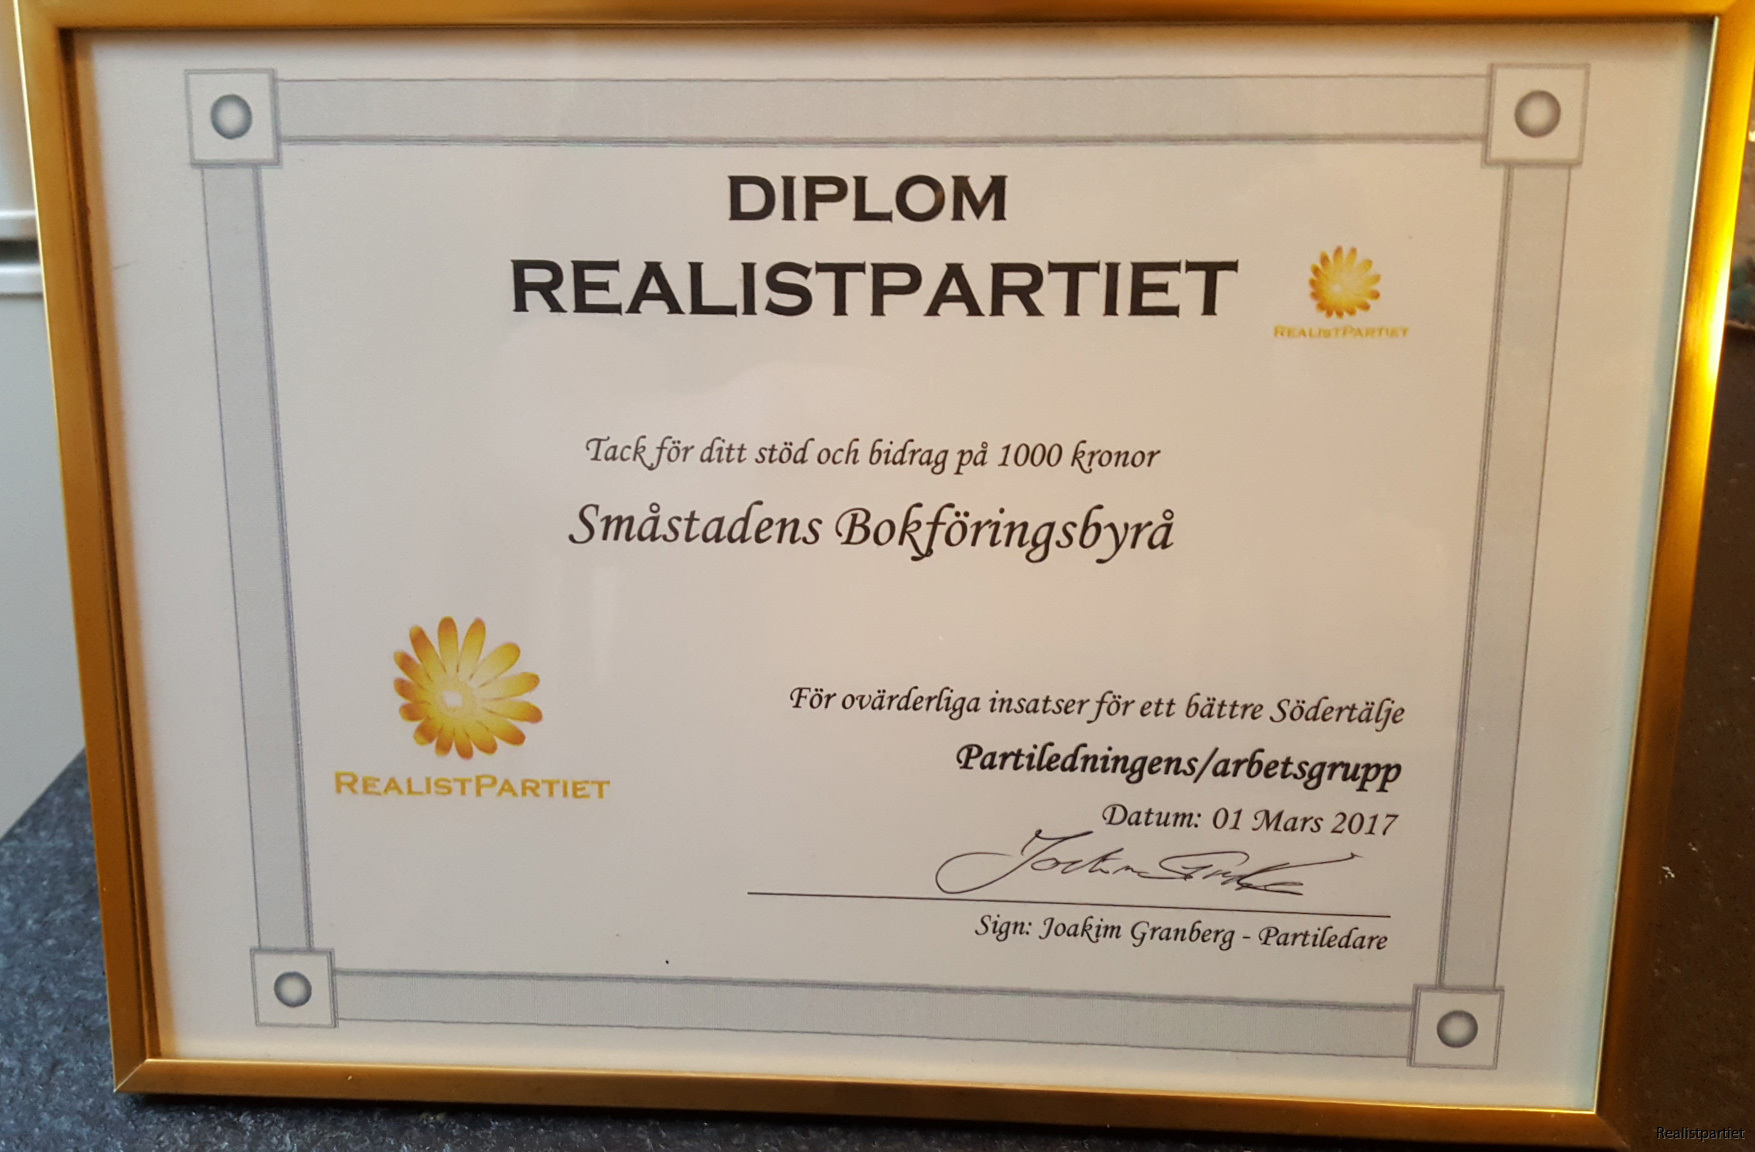 DIPLOM
REALISTPARTIET
REALISTPARTIET
Tack för ditt stöd och bidrag på 1000 kronor
Småstadens Bokföringsbyrå
REALISTPARTIET
För ovärderliga insatser för ett bättre Södertälje
Partiledningens/arbetsgrupp
Datum: 01 Mars 2017
Sign: Joakim Granberg - Partiledare
Realistpartiet